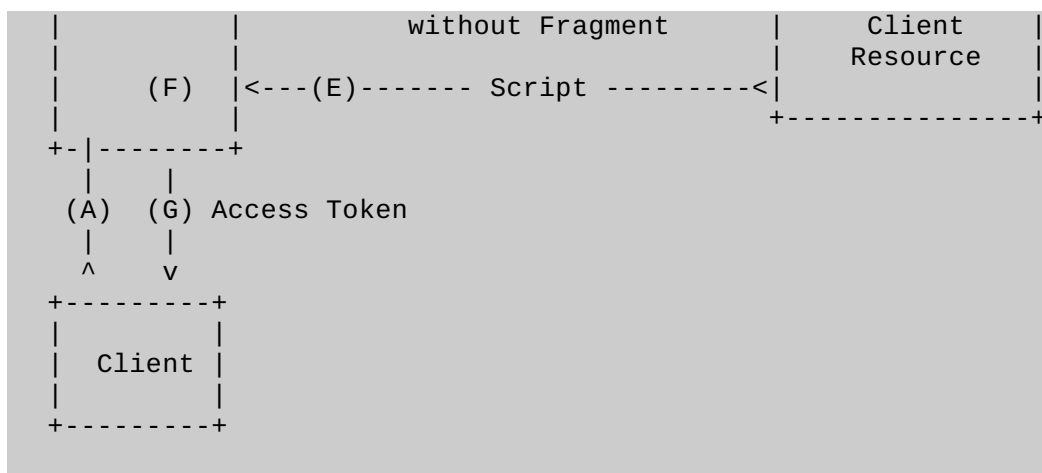 |          |          without Fragment      |     Client    |
|          |                                |    Resource   |
|     (F)  |<---(E)------- Script ---------<|               |
|          |                                +---------------+
+-|--------+
  |    |
 (A)  (G) Access Token
  |    |
  ^    v
+---------+
|         |
|  Client |
|         |
+---------+